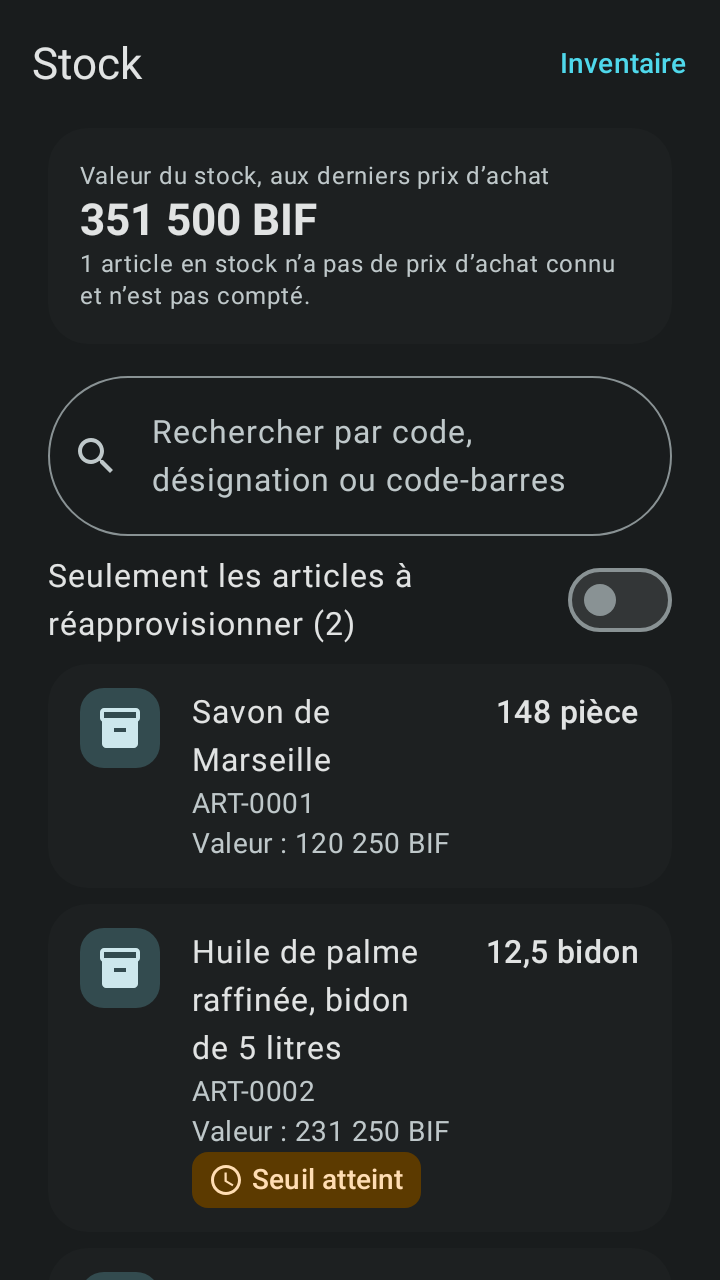 Stock
Inventaire
Valeur du stock, aux derniers prix d’achat
351 500 BIF
1 article en stock n’a pas de prix d’achat connu
et n’est pas compté.
Rechercher par code,
désignation ou code-barres
Seulement les articles à
réapprovisionner (2)
Savon de
Marseille
148 pièce
ART-0001
Valeur : 120 250 BIF
Huile de palme
raffinée, bidon
de 5 litres
12,5 bidon
ART-0002
Valeur : 231 250 BIF
Seuil atteint